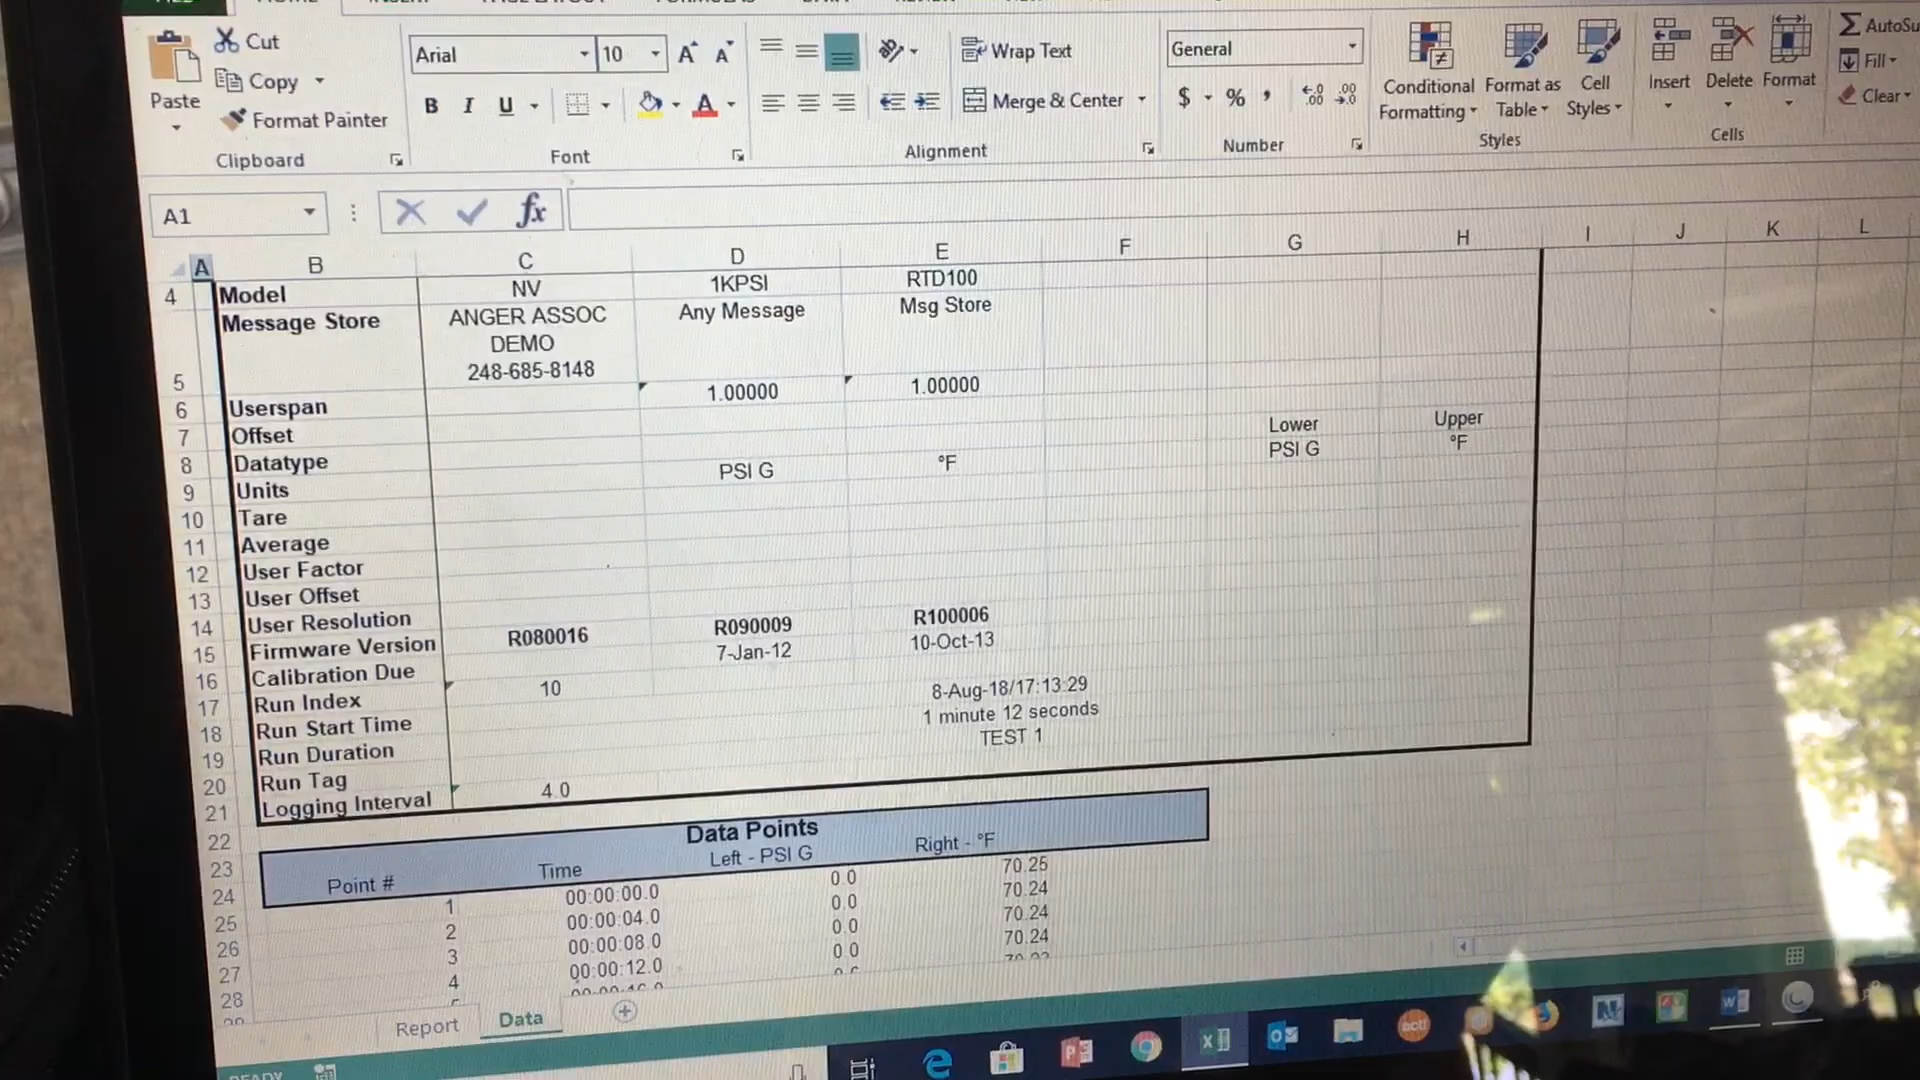 Cut
Copy
Format Painter
Paste
Clipboard
Arial
10
A A
B I U
A
Font
Wrap Text
Merge & Center
Alignment
General
$ % ,
Number
Conditional Formatting
Format as Table
Cell Styles
Styles
Insert Delete Format
Cells
Fill
Clear
A1
fx
A B C D E F G H I J K L
4 Model NV 1KPSI RTD100
5 Message Store ANGER ASSOC Any Message Msg Store
DEMO
248-685-8148
6 Userspan 1.00000 1.00000
7 Offset
8 Datatype Lower Upper
9 Units PSI G °F PSI G °F
10 Tare
11 Average
12 User Factor
13 User Offset
14 User Resolution
15 Firmware Version R080016 R090009 R100006
16 Calibration Due 7-Jan-12 10-Oct-13
17 Run Index 10
18 Run Start Time 8-Aug-18/17:13:29
19 Run Duration 1 minute 12 seconds
20 Run Tag TEST 1
21 Logging Interval 4.0
22
23 Data Points
24 Point # Time Left - PSI G Right - °F
25 1 00:00:00.0 0.0 70.25
26 2 00:00:04.0 0.0 70.24
27 3 00:00:08.0 0.0 70.24
28 4 00:00:12.0 0.0 70.24
Report Data